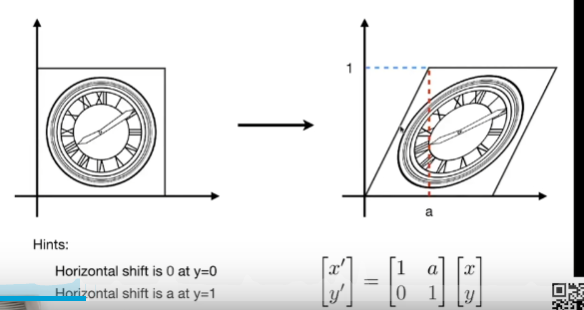 1
a
Hints:
Horizontal shift is 0 at y=0
Horizontal shift is a at y=1
[x′ y′] = [1 a 0 1] [x y]